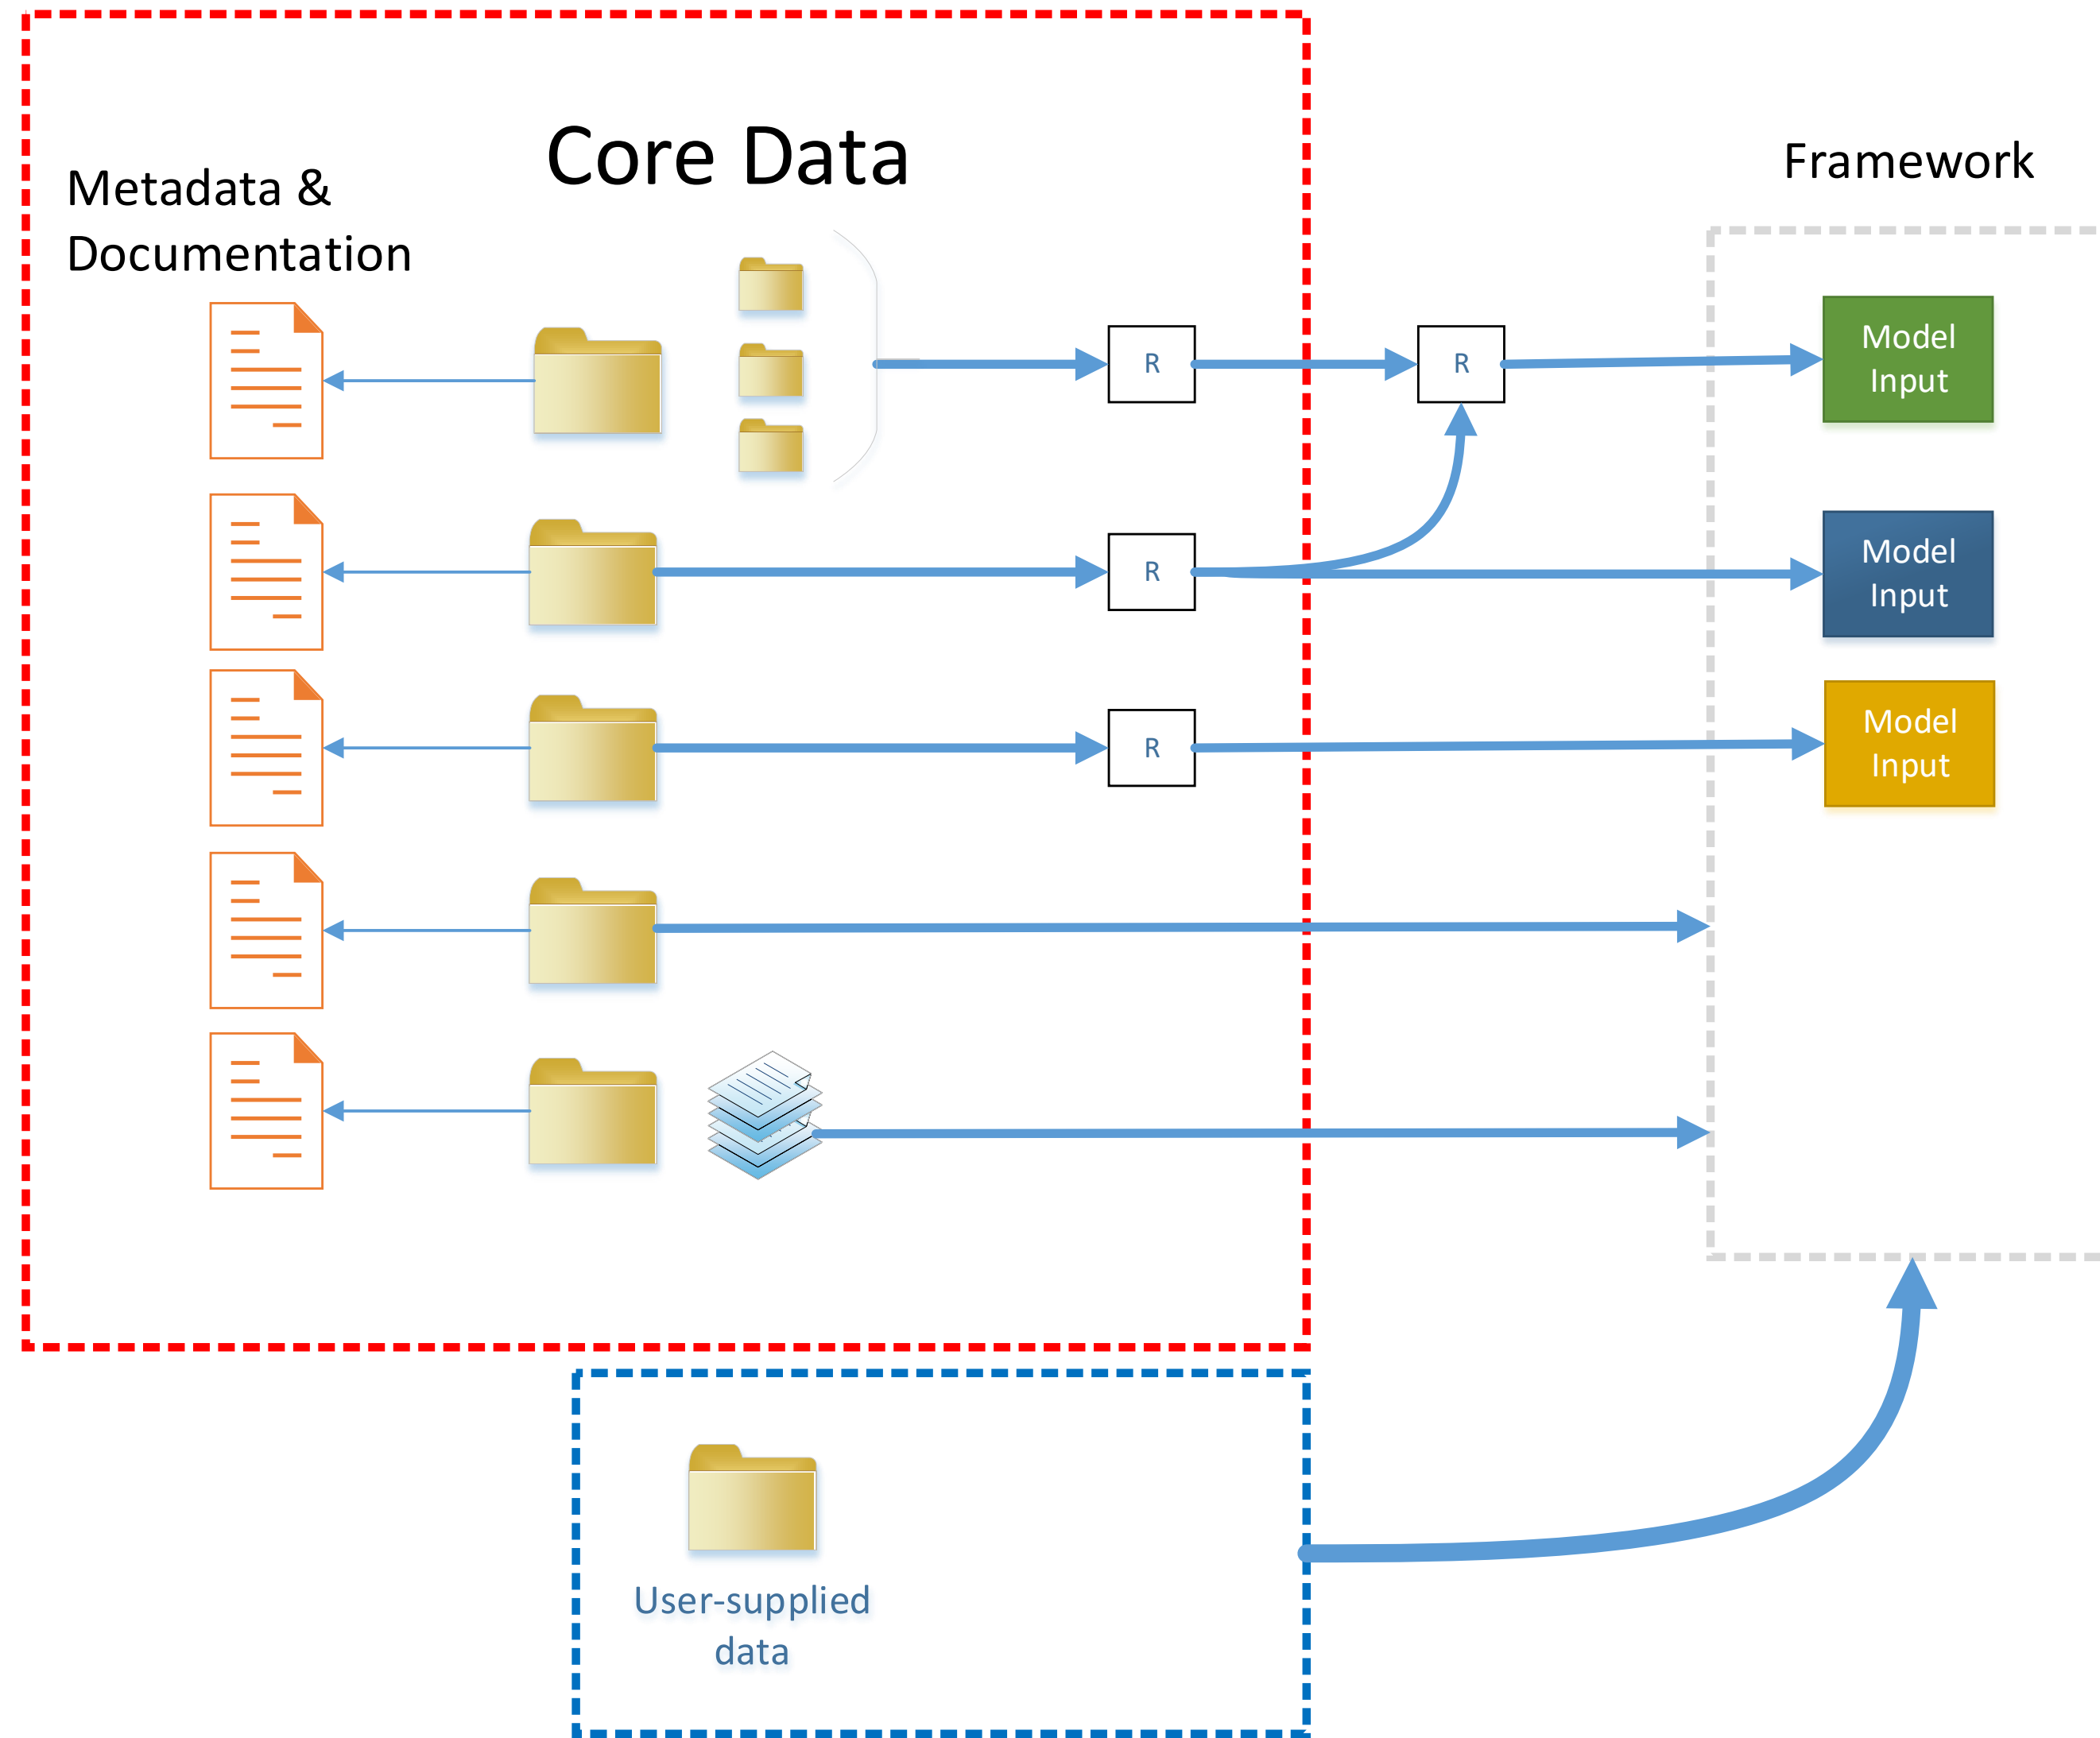 Core Data
Metadata &
Documentation
Framework
R
R
Model
Input
R
Model
Input
R
Model
Input
User-supplied
data